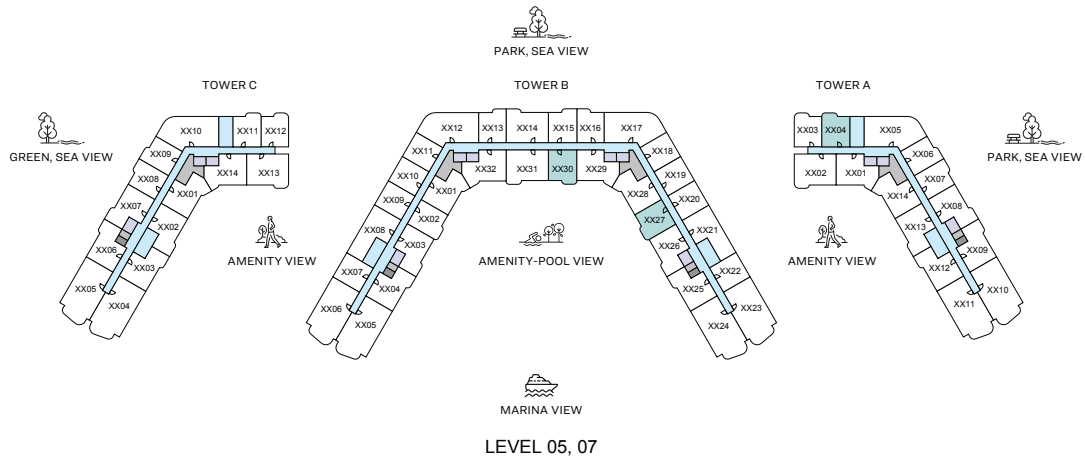 PARK, SEA VIEW
TOWER C
TOWER B
TOWER A
GREEN, SEA VIEW
XX10
XX11
XX12
XX09
XX08
XX07
XX06
XX05
XX04
XX03
XX02
XX01
XX14
XX13
AMENITY VIEW
XX12
XX13
XX14
XX15
XX16
XX17
XX11
XX10
XX09
XX08
XX07
XX06
XX05
XX04
XX03
XX02
XX01
XX32
XX31
XX30
XX29
XX28
XX27
XX26
XX25
XX24
XX23
XX22
XX21
XX20
XX19
XX18
AMENITY-POOL VIEW
XX03
XX04
XX05
XX02
XX01
XX06
XX07
XX08
XX09
XX10
XX11
XX12
XX13
XX14
AMENITY VIEW
PARK, SEA VIEW
MARINA VIEW
LEVEL 05, 07